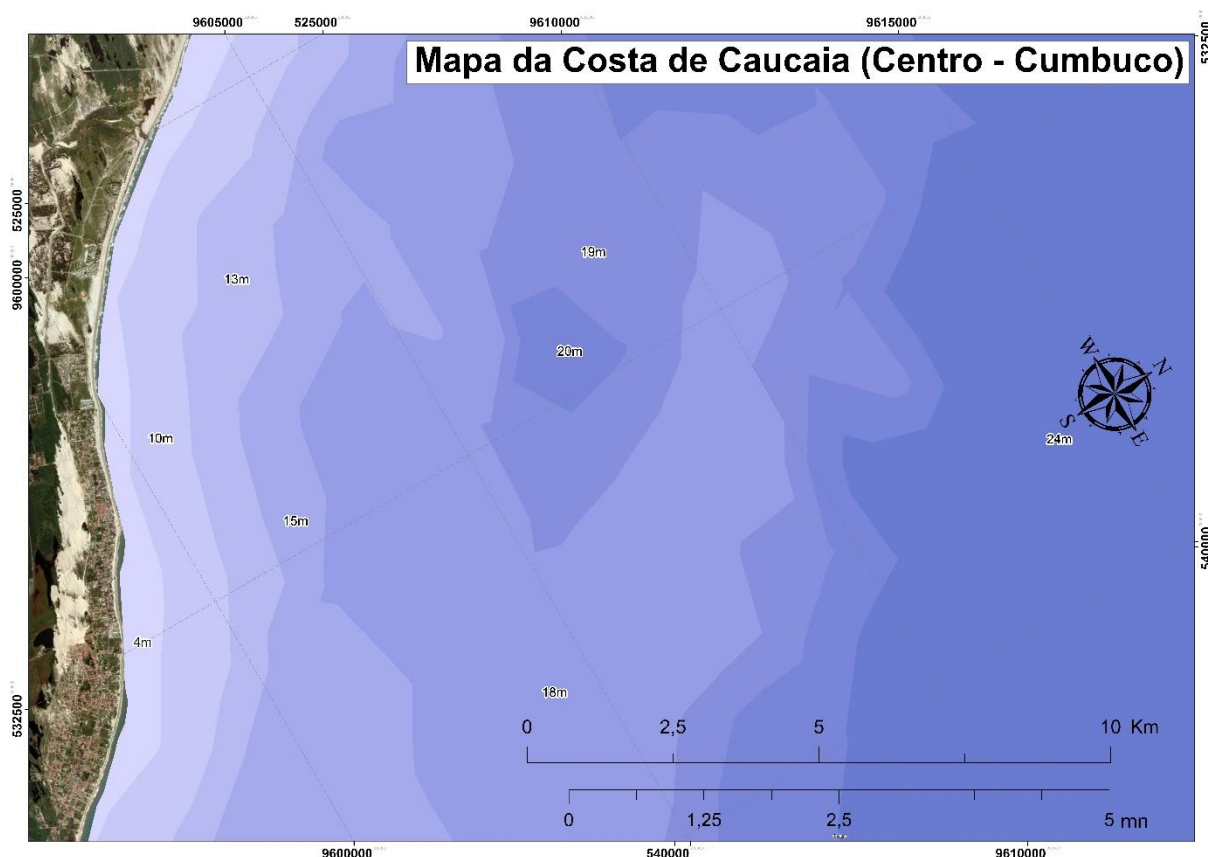 9605000 525000 9610000 9615000
532500
Mapa da Costa de Caucaia (Centro - Cumbuco)
525000
9600000
19m
13m
20m
W
N
S
E
10m
24m
15m
540000
4m
18m
532500
0 2,5 5 10 Km
0 1,25 2,5 5 mn
9600000 540000 9610000